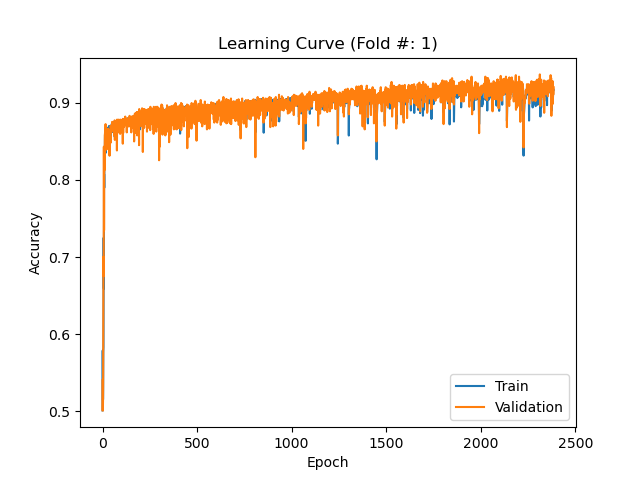 Learning Curve (Fold #: 1)
0.9
0.8
0.7
0.6
0.5
Accuracy
Train
Validation
0 500 1000 1500 2000 2500
Epoch